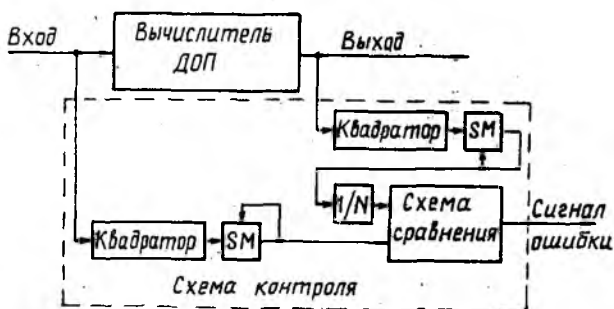 Вход
Вычислитель
ДОП
Выход
Квадратор
SM
1/N
Схема
сравнения
Сигнал
ошибки
Квадратор
SM
Схема контроля